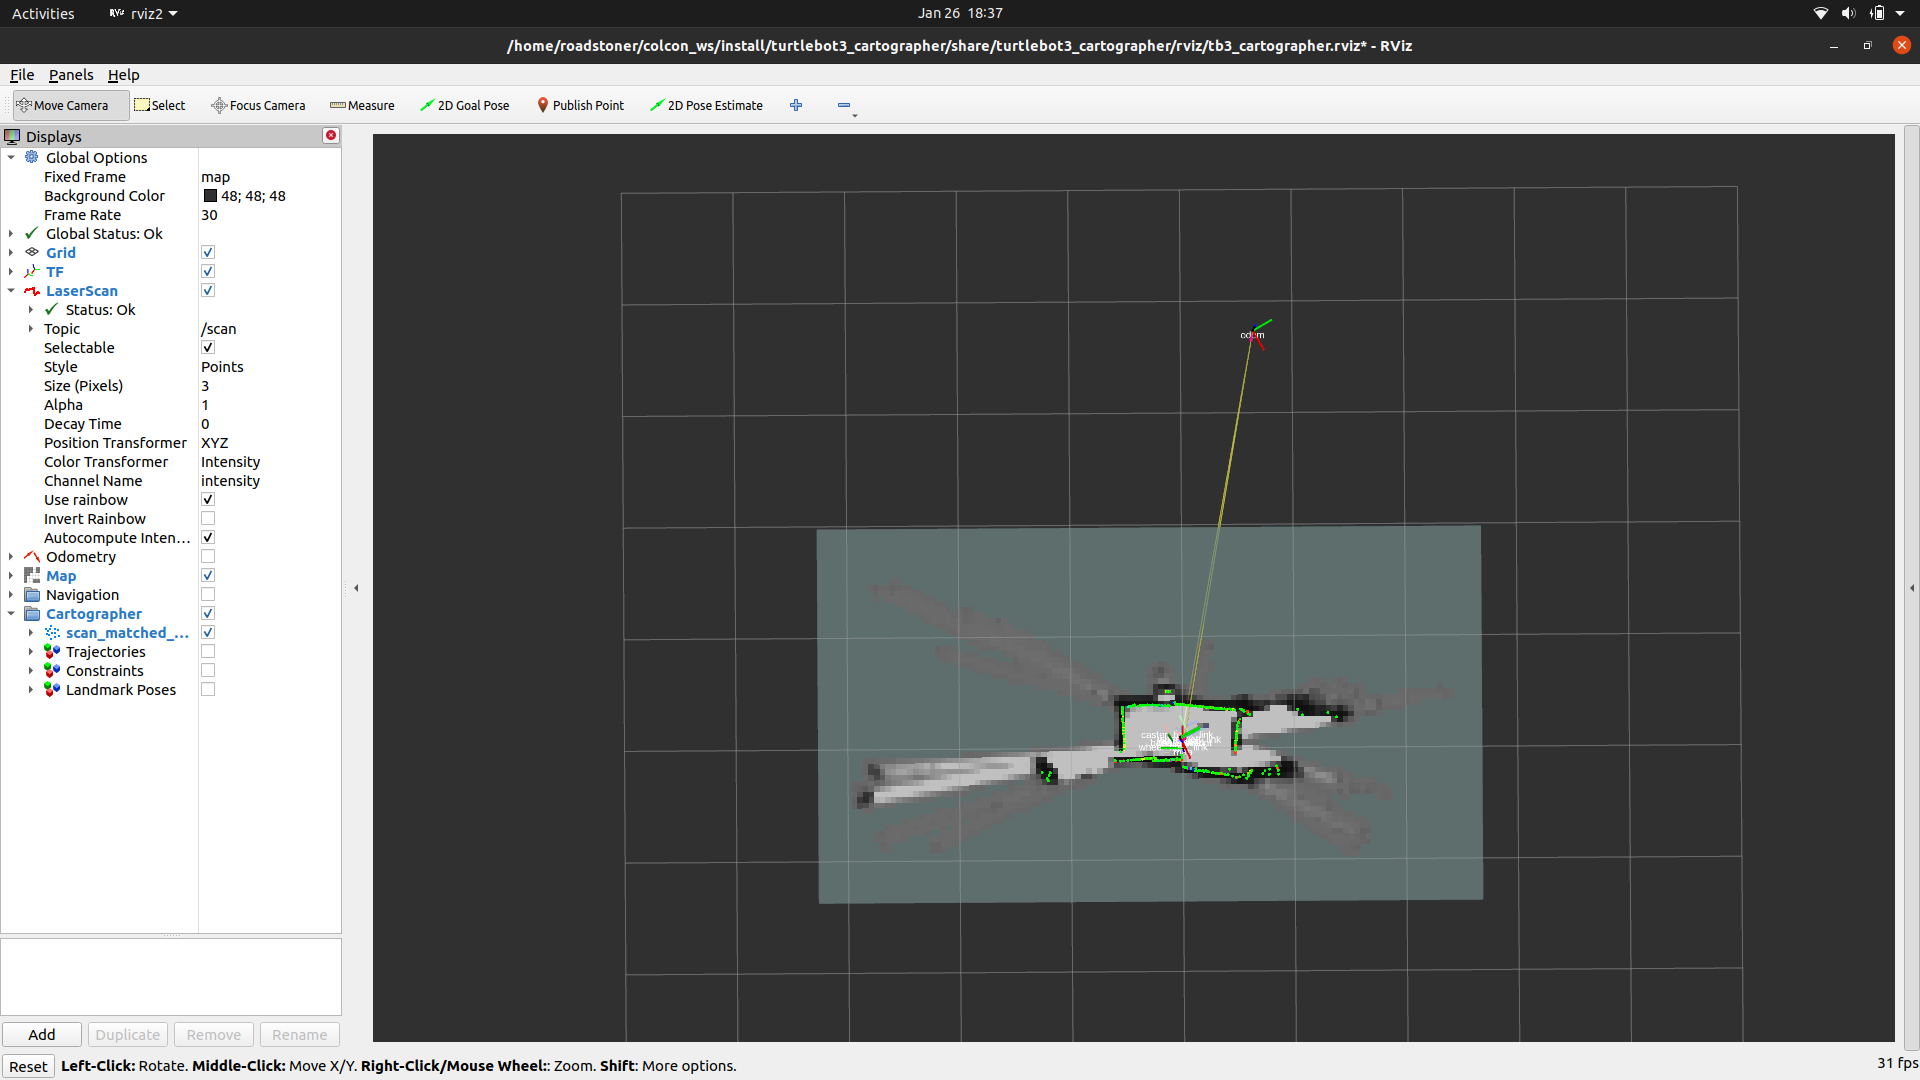 Activities
RViz rviz2
Jan 26 18:37
/home/roadstoner/colcon_ws/install/turtlebot3_cartographer/share/turtlebot3_cartographer/rviz/tb3_cartographer.rviz* - RViz
File Panels Help
Move Camera Select Focus Camera Measure 2D Goal Pose Publish Point 2D Pose Estimate
Displays
Global Options
Fixed Frame map
Background Color 48; 48; 48
Frame Rate 30
Global Status: Ok
Grid
TF
LaserScan
Status: Ok
Topic /scan
Selectable
Style Points
Size (Pixels) 3
Alpha 1
Decay Time 0
Position Transformer XYZ
Color Transformer Intensity
Channel Name intensity
Use rainbow
Invert Rainbow
Autocompute Inten...
Odometry
Map
Navigation
Cartographer
scan_matched_...
Trajectories
Constraints
Landmark Poses
odom
Add Duplicate Remove Rename
Reset Left-Click: Rotate. Middle-Click: Move X/Y. Right-Click/Mouse Wheel:: Zoom. Shift: More options.
31 fps